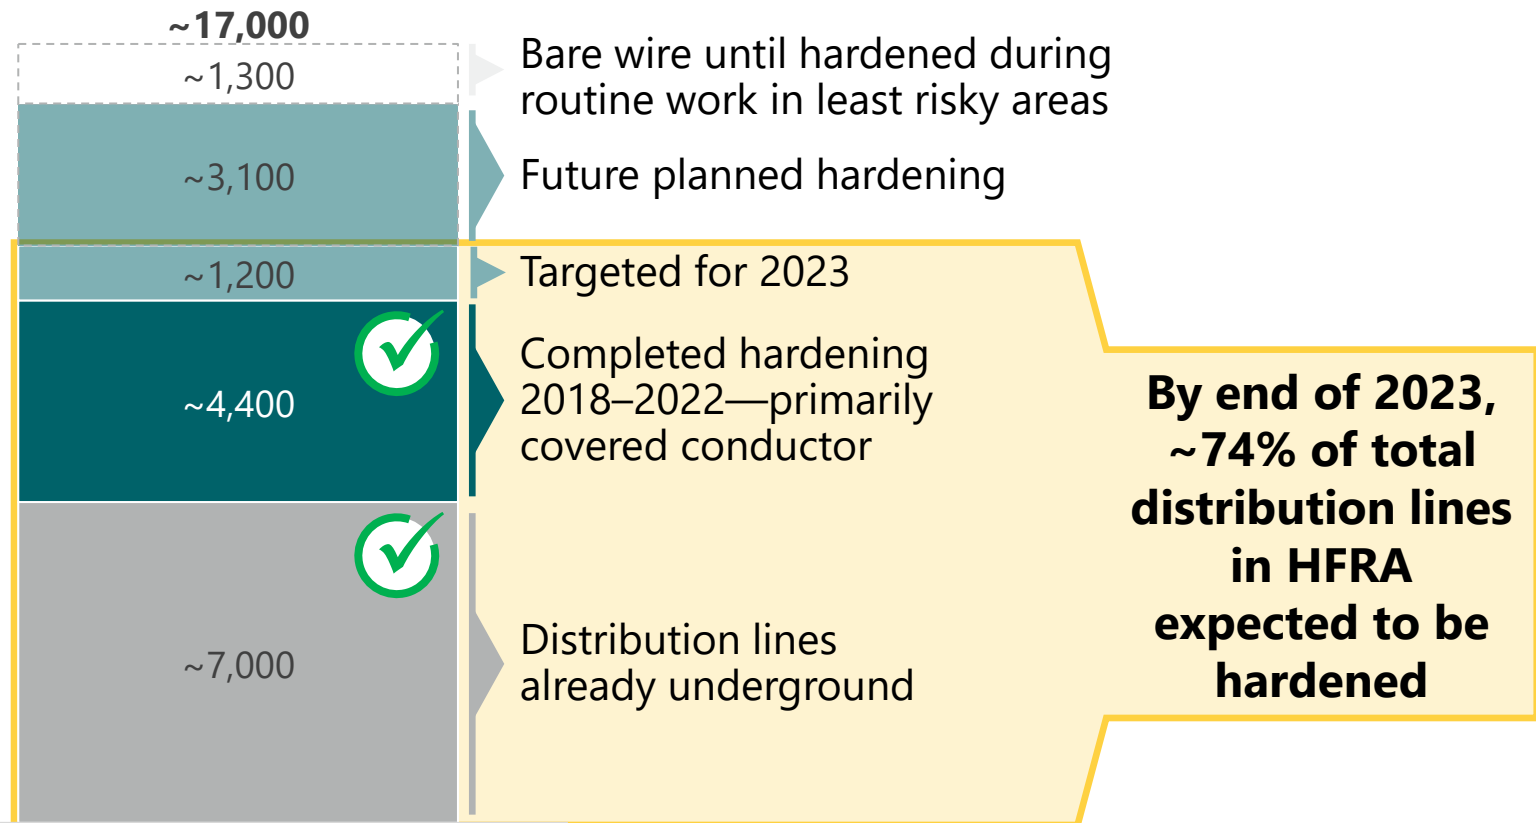 ~17,000
~1,300
Bare wire until hardened during
routine work in least risky areas
~3,100
Future planned hardening
~1,200
Targeted for 2023
~4,400
Completed hardening
2018–2022—primarily
covered conductor
~7,000
Distribution lines
already underground
By end of 2023,
~74% of total
distribution lines
in HFRA
expected to be
hardened